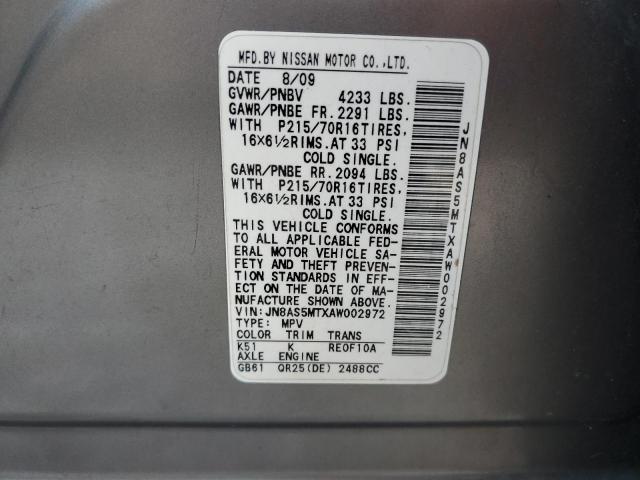 MFD.BY NISSAN MOTOR CO.,LTD.
DATE 8/09
GVWR/PNBV 4233 LBS.
GAWR/PNBE FR.2291 LBS.
WITH P215/70R16TIRES,
16X6½RIMS.AT 33 PSI
COLD SINGLE.
GAWR/PNBE RR.2094 LBS.
WITH P215/70R16TIRES,
16X6½RIMS.AT 33 PSI
COLD SINGLE.
THIS VEHICLE CONFORMS
TO ALL APPLICABLE FED-
ERAL MOTOR VEHICLE SA-
FETY AND THEFT PREVEN-
TION STANDARDS IN EFF-
ECT ON THE DATE OF MA-
NUFACTURE SHOWN ABOVE.
VIN:JN8AS5MTXAW002972
TYPE: MPV
COLOR TRIM TRANS
K51 K RE0F10A
AXLE ENGINE
GB61 QR25(DE) 2488CC
JN8AS5MTXAW002972